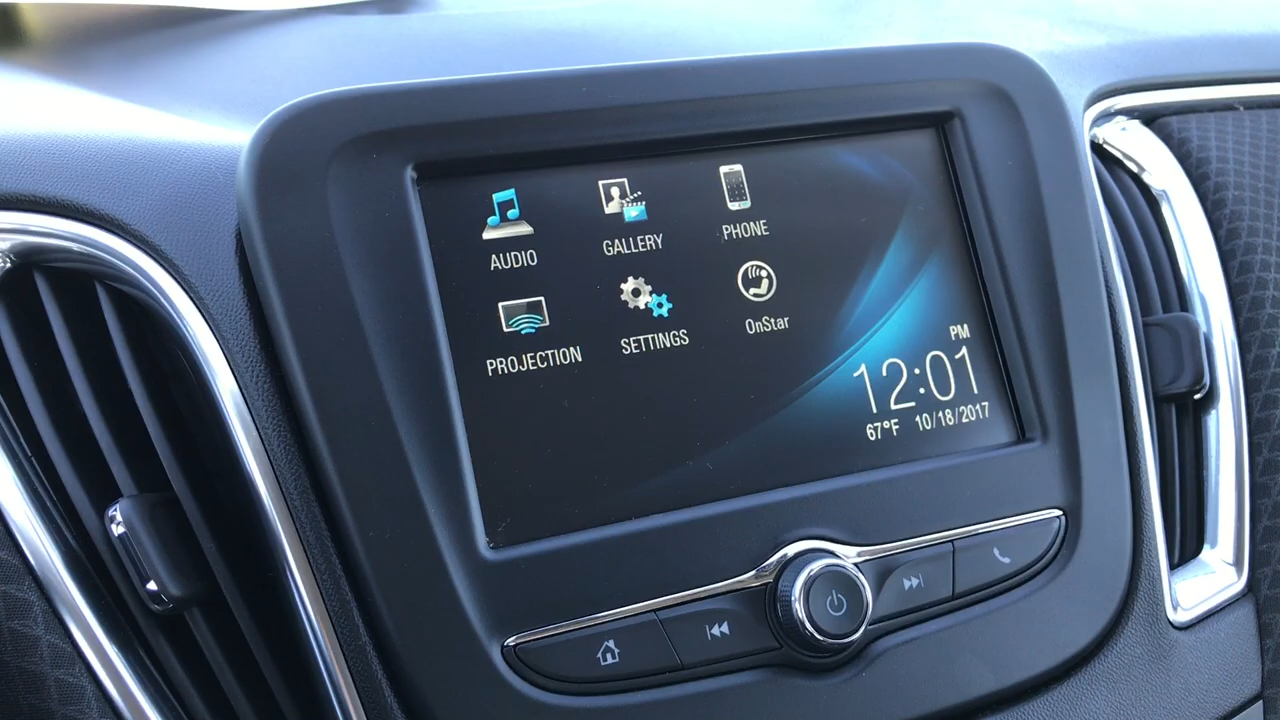 AUDIO
GALLERY
PHONE
PROJECTION
SETTINGS
OnStar
PM
12:01
67°F 10/18/2017